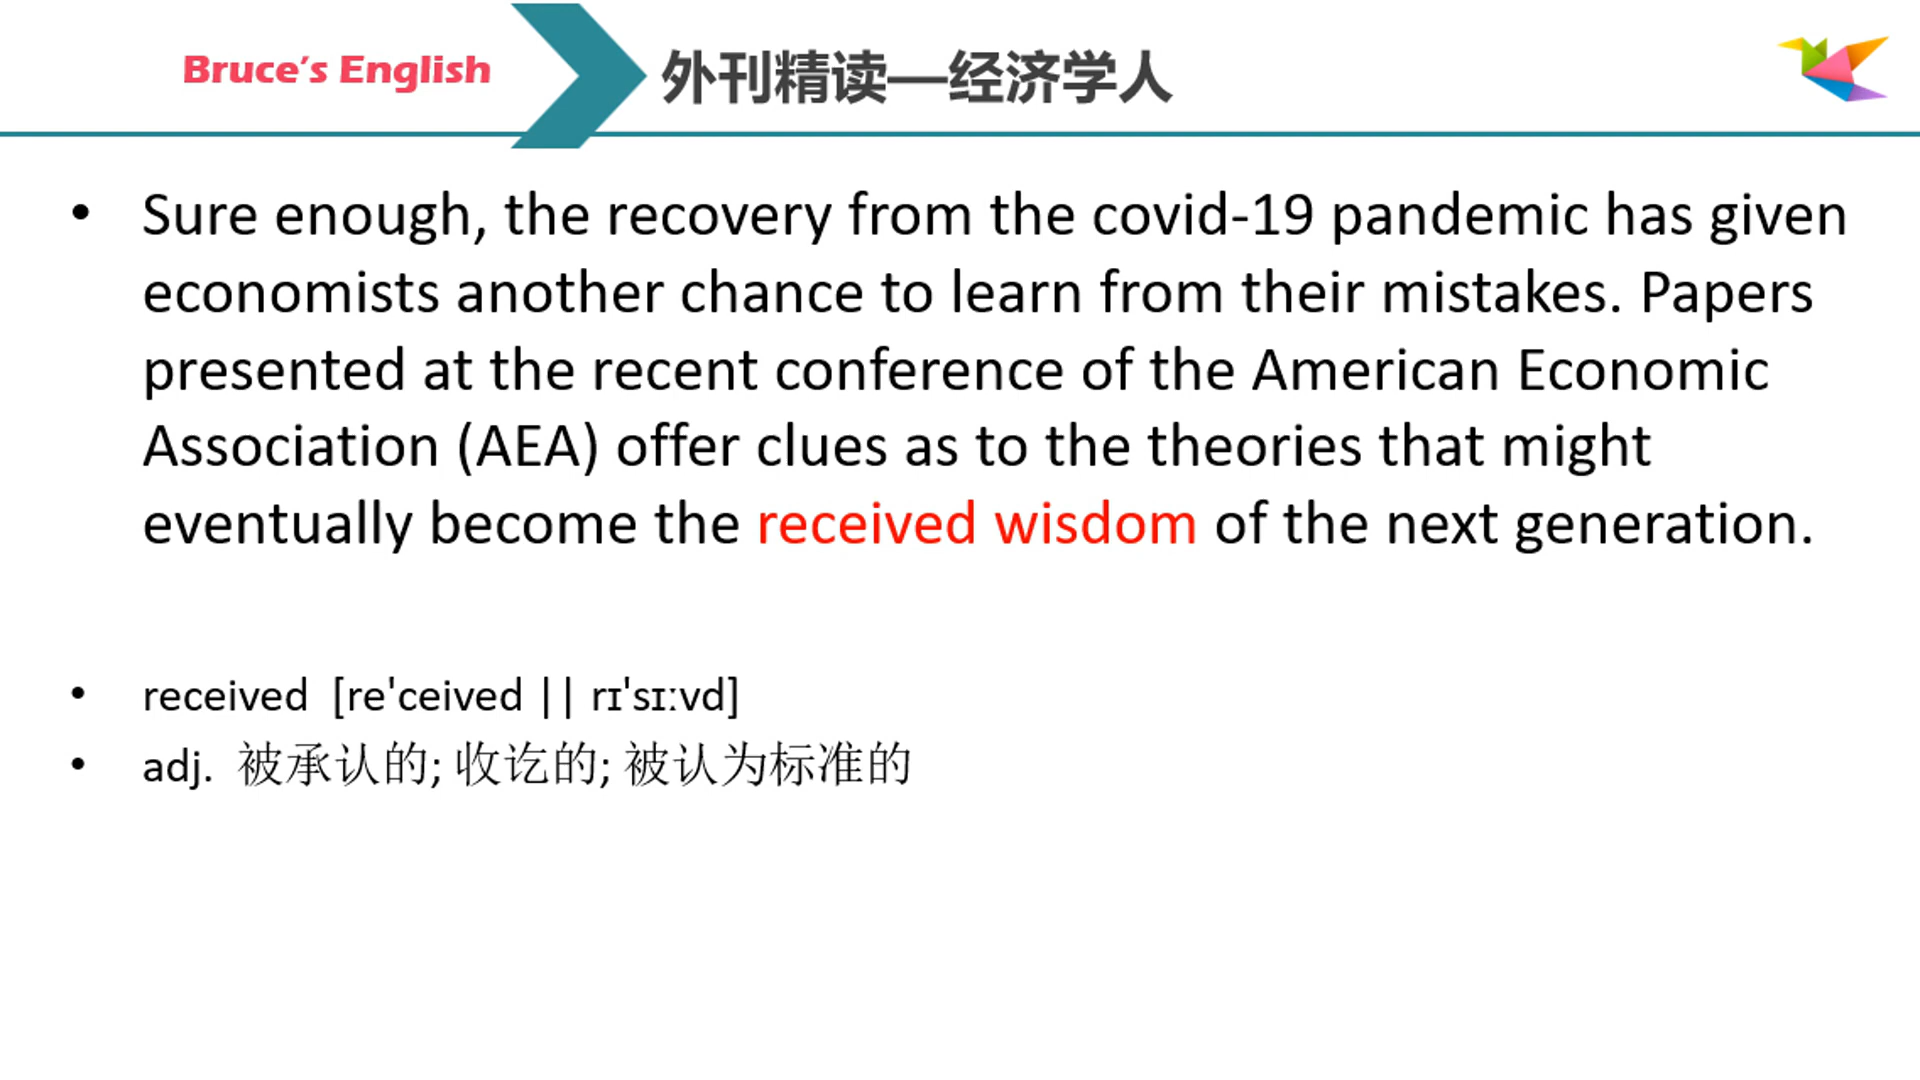 Bruce's English
外刊精读—经济学人
• Sure enough, the recovery from the covid-19 pandemic has given
economists another chance to learn from their mistakes. Papers
presented at the recent conference of the American Economic
Association (AEA) offer clues as to the theories that might
eventually become the received wisdom of the next generation.
• received [re'ceived || rɪ'sɪːvd]
• adj. 被承认的; 收讫的; 被认为标准的